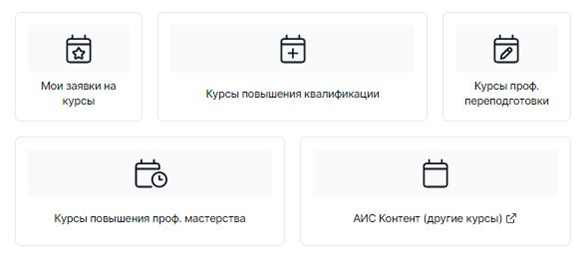 Мои заявки на
курсы
Курсы повышения квалификации
Курсы проф.
переподготовки
Курсы повышения проф. мастерства
АИС Контент (другие курсы)